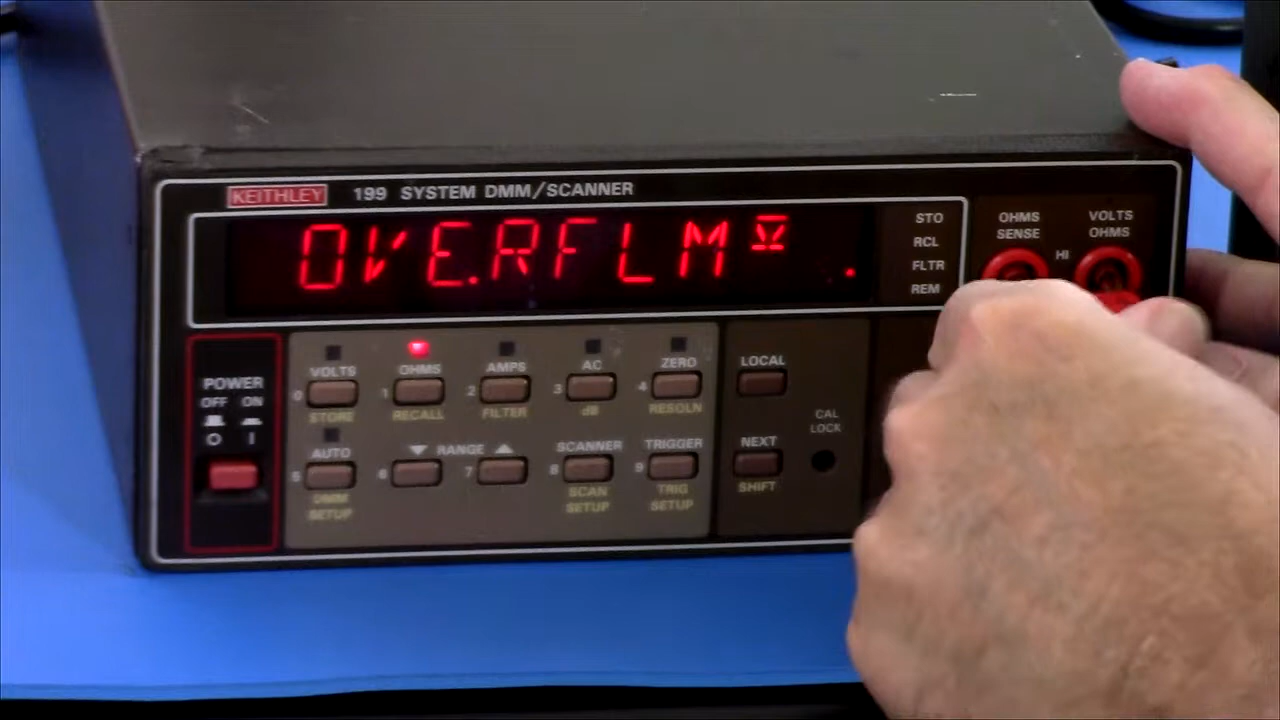 KEITHLEY 199 SYSTEM DMM/SCANNER
OVE.RFLMΩ .
STO
RCL
FLTR
REM
OHMS SENSE
HI
VOLTS OHMS
POWER
OFF ON
O I
VOLTS OHMS AMPS AC ZERO
0 1 2 3 4
STORE RECALL FILTER dB RESOLN
AUTO RANGE SCANNER TRIGGER
5 6 7 8 9
DMM SETUP SCAN SETUP TRIG SETUP
LOCAL
NEXT
SHIFT
CAL LOCK